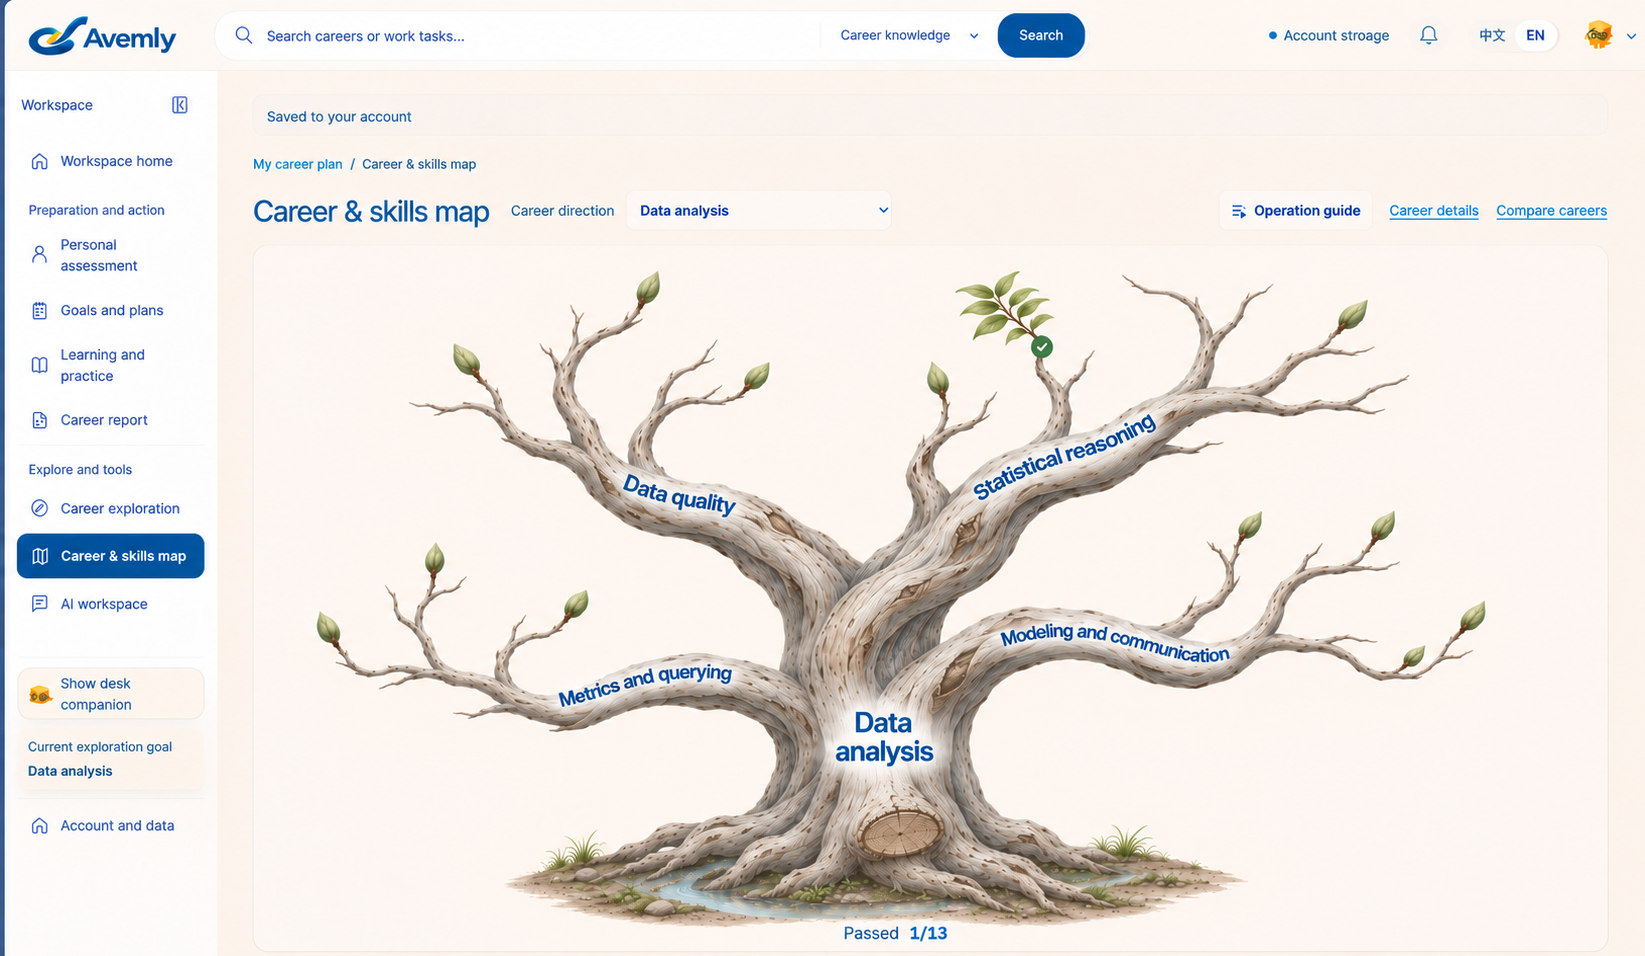 Avemly
Search careers or work tasks...
Career knowledge
Search
Account stroage
中文
EN
Workspace
Workspace home
Preparation and action
Personal
assessment
Goals and plans
Learning and
practice
Career report
Explore and tools
Career exploration
Career & skills map
AI workspace
Show desk
companion
Current exploration goal
Data analysis
Account and data
Saved to your account
My career plan / Career & skills map
Career & skills map
Career direction
Data analysis
Operation guide
Career details
Compare careers
Data quality
Statistical reasoning
Metrics and querying
Modeling and communication
Data
analysis
Passed 1/13